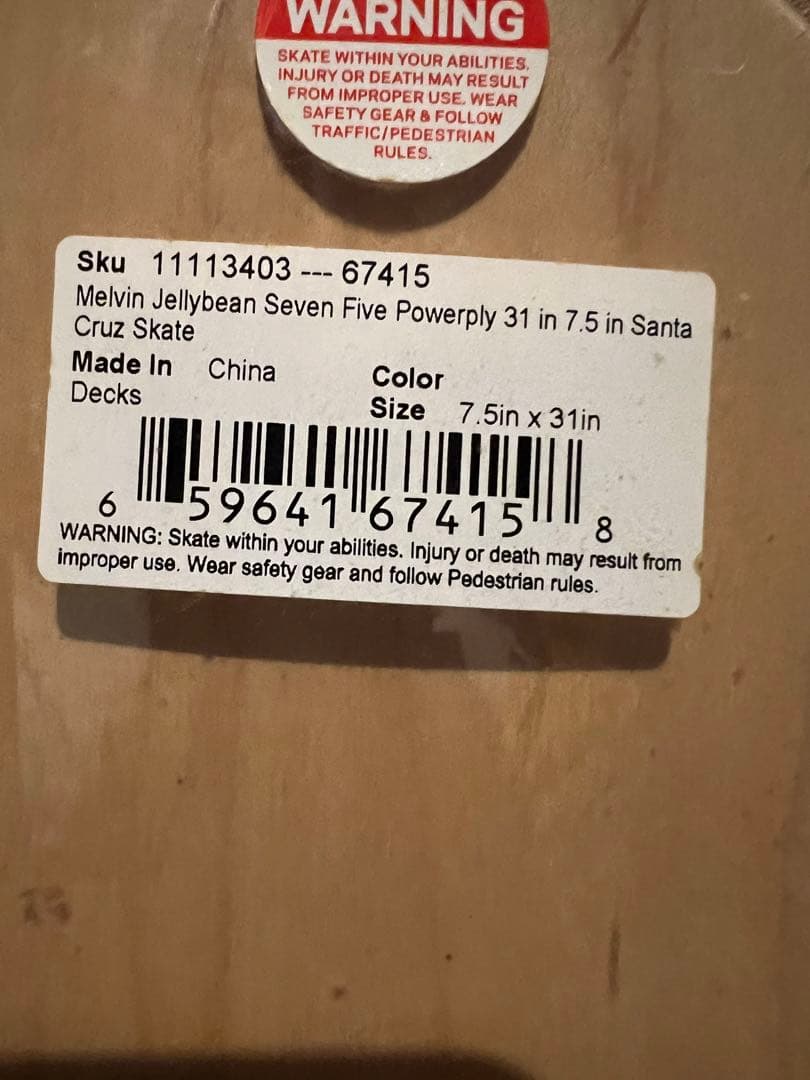 WARNING
SKATE WITHIN YOUR ABILITIES.
INJURY OR DEATH MAY RESULT
FROM IMPROPER USE. WEAR
SAFETY GEAR & FOLLOW
TRAFFIC/PEDESTRIAN
RULES.
Sku 11113403 --- 67415
Melvin Jellybean Seven Five Powerply 31 in 7.5 in Santa
Cruz Skate
Made In China Color
Decks Size 7.5in x 31in
6 59641 67415 8
WARNING: Skate within your abilities. Injury or death may result from
improper use. Wear safety gear and follow Pedestrian rules.